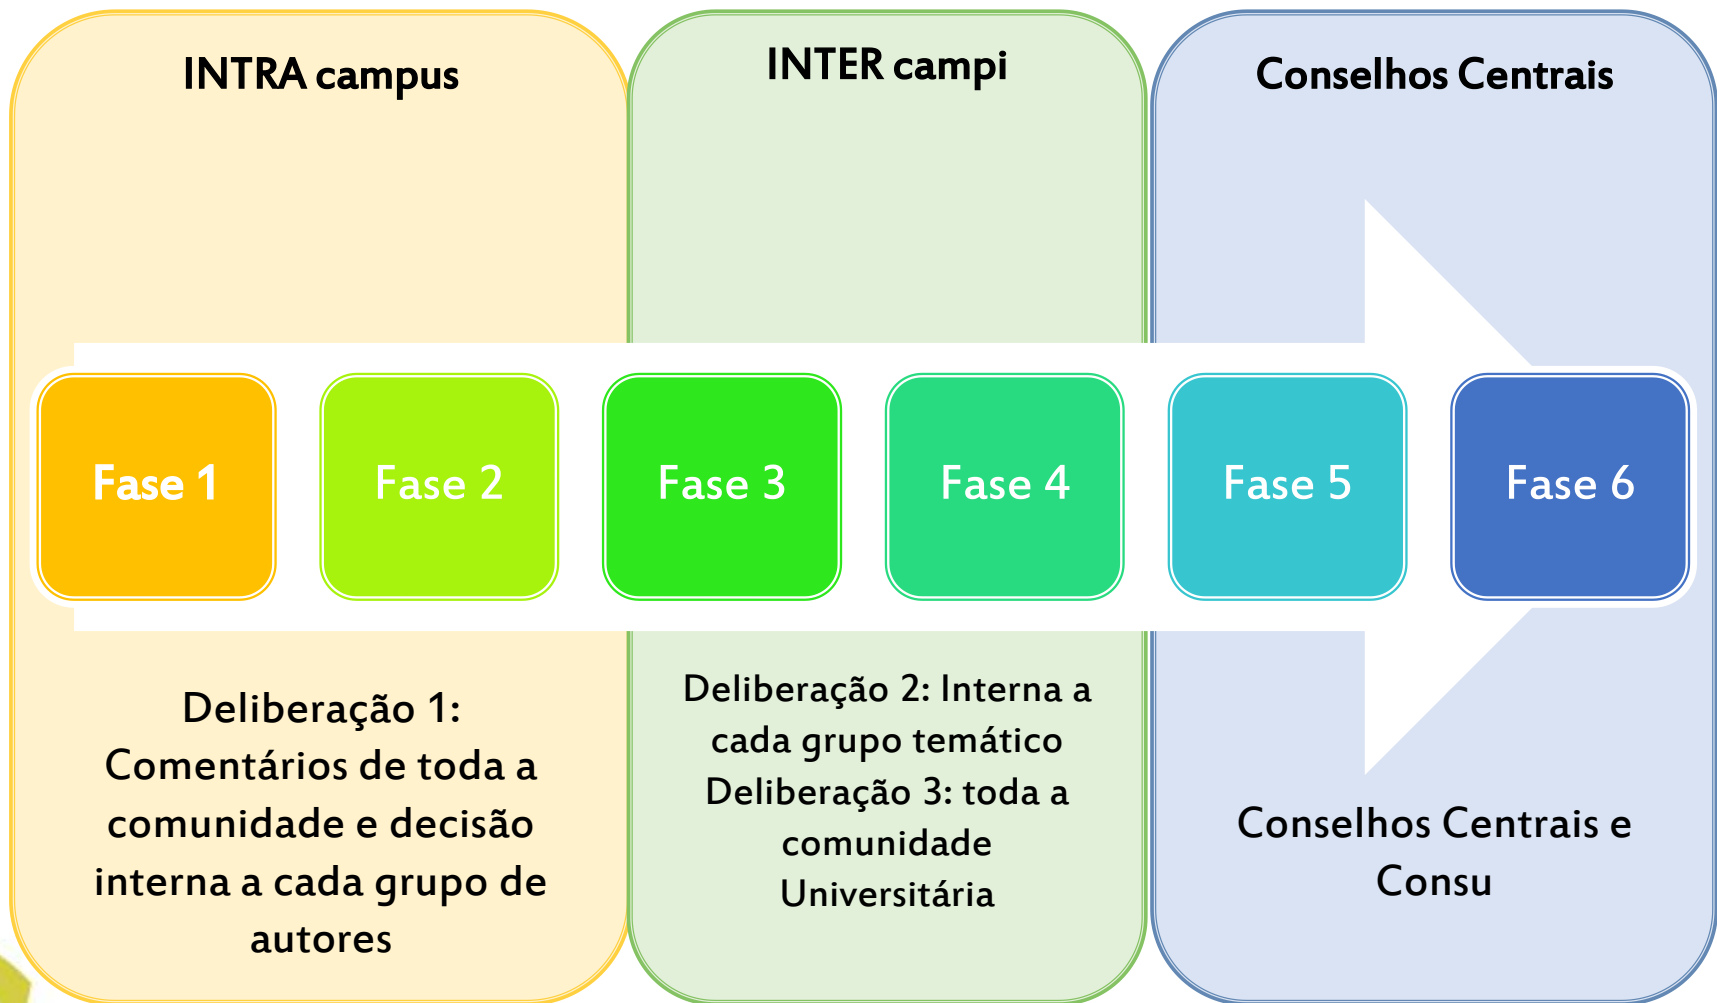 INTRA campus
INTER campi
Conselhos Centrais
Fase 1
Fase 2
Fase 3
Fase 4
Fase 5
Fase 6
Deliberação 1:
Comentários de toda a
comunidade e decisão
interna a cada grupo de
autores
Deliberação 2: Interna a
cada grupo temático
Deliberação 3: toda a
comunidade
Universitária
Conselhos Centrais e
Consu